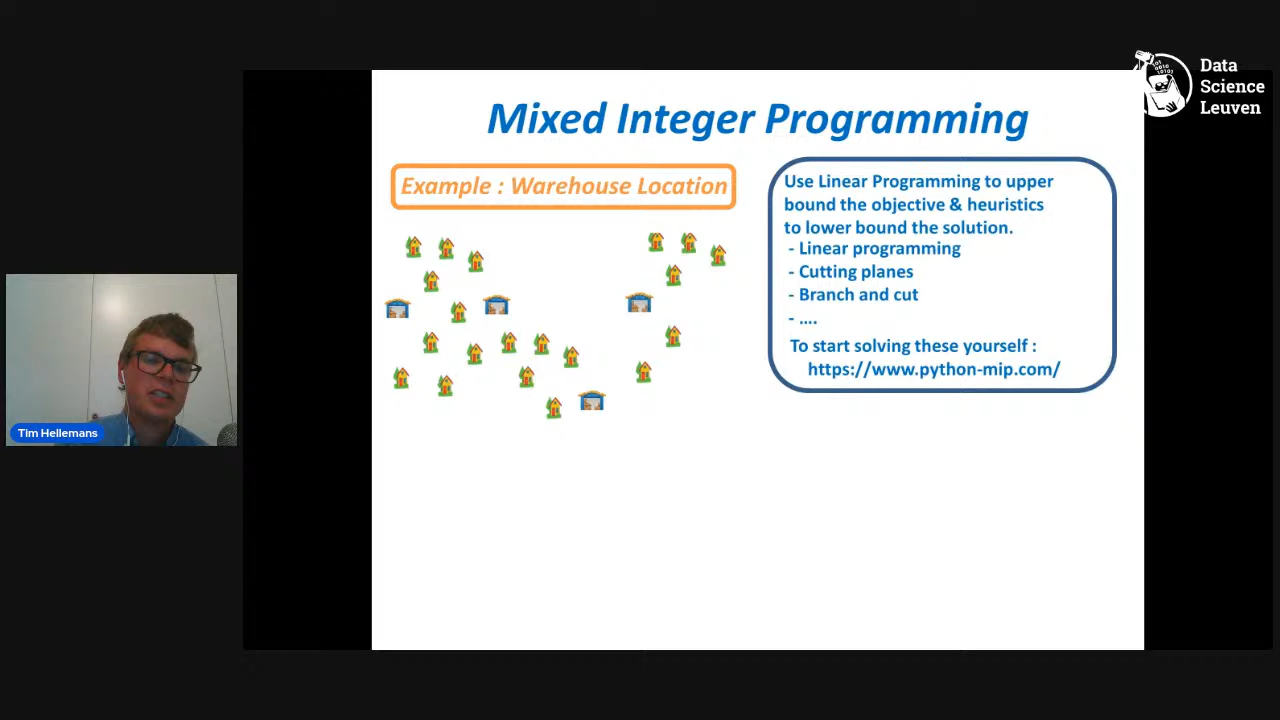 Data
Science
Leuven
Mixed Integer Programming
Example : Warehouse Location
Use Linear Programming to upper
bound the objective & heuristics
to lower bound the solution.
- Linear programming
- Cutting planes
- Branch and cut
- ....
To start solving these yourself :
https://www.python-mip.com/
Tim Hellemans